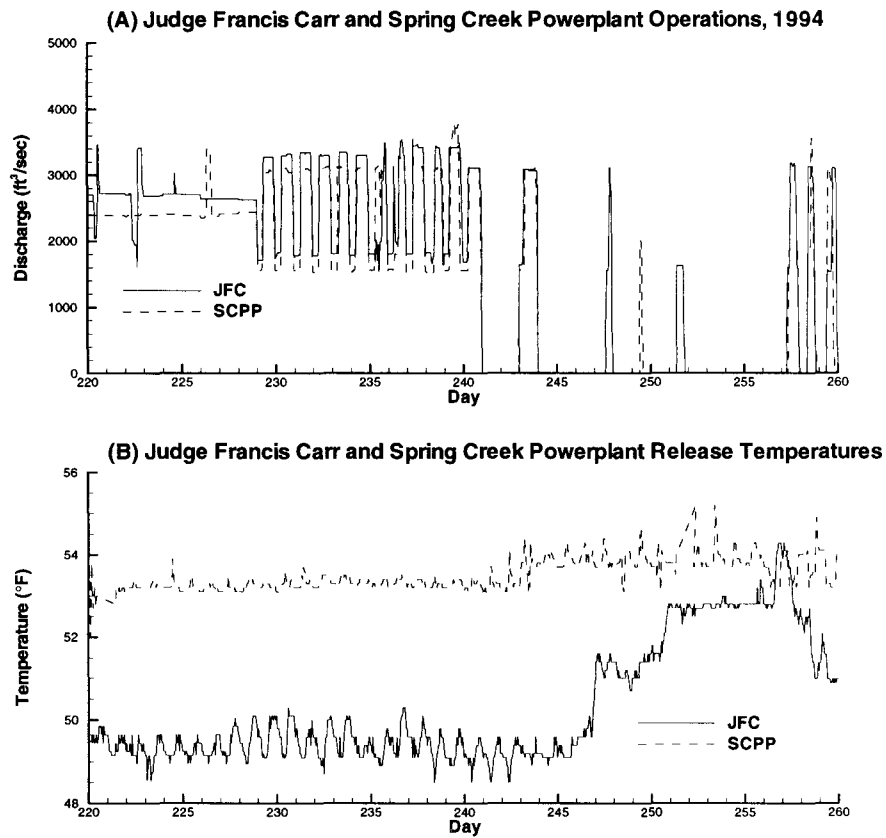 (A) Judge Francis Carr and Spring Creek Powerplant Operations, 1994
5000
4000
3000
2000
1000
0
Discharge (ft³/sec)
JFC
SCPP
220 225 230 235 240 245 250 255 260
Day
(B) Judge Francis Carr and Spring Creek Powerplant Release Temperatures
56
54
52
50
48
Temperature (°F)
JFC
SCPP
220 225 230 235 240 245 250 255 260
Day